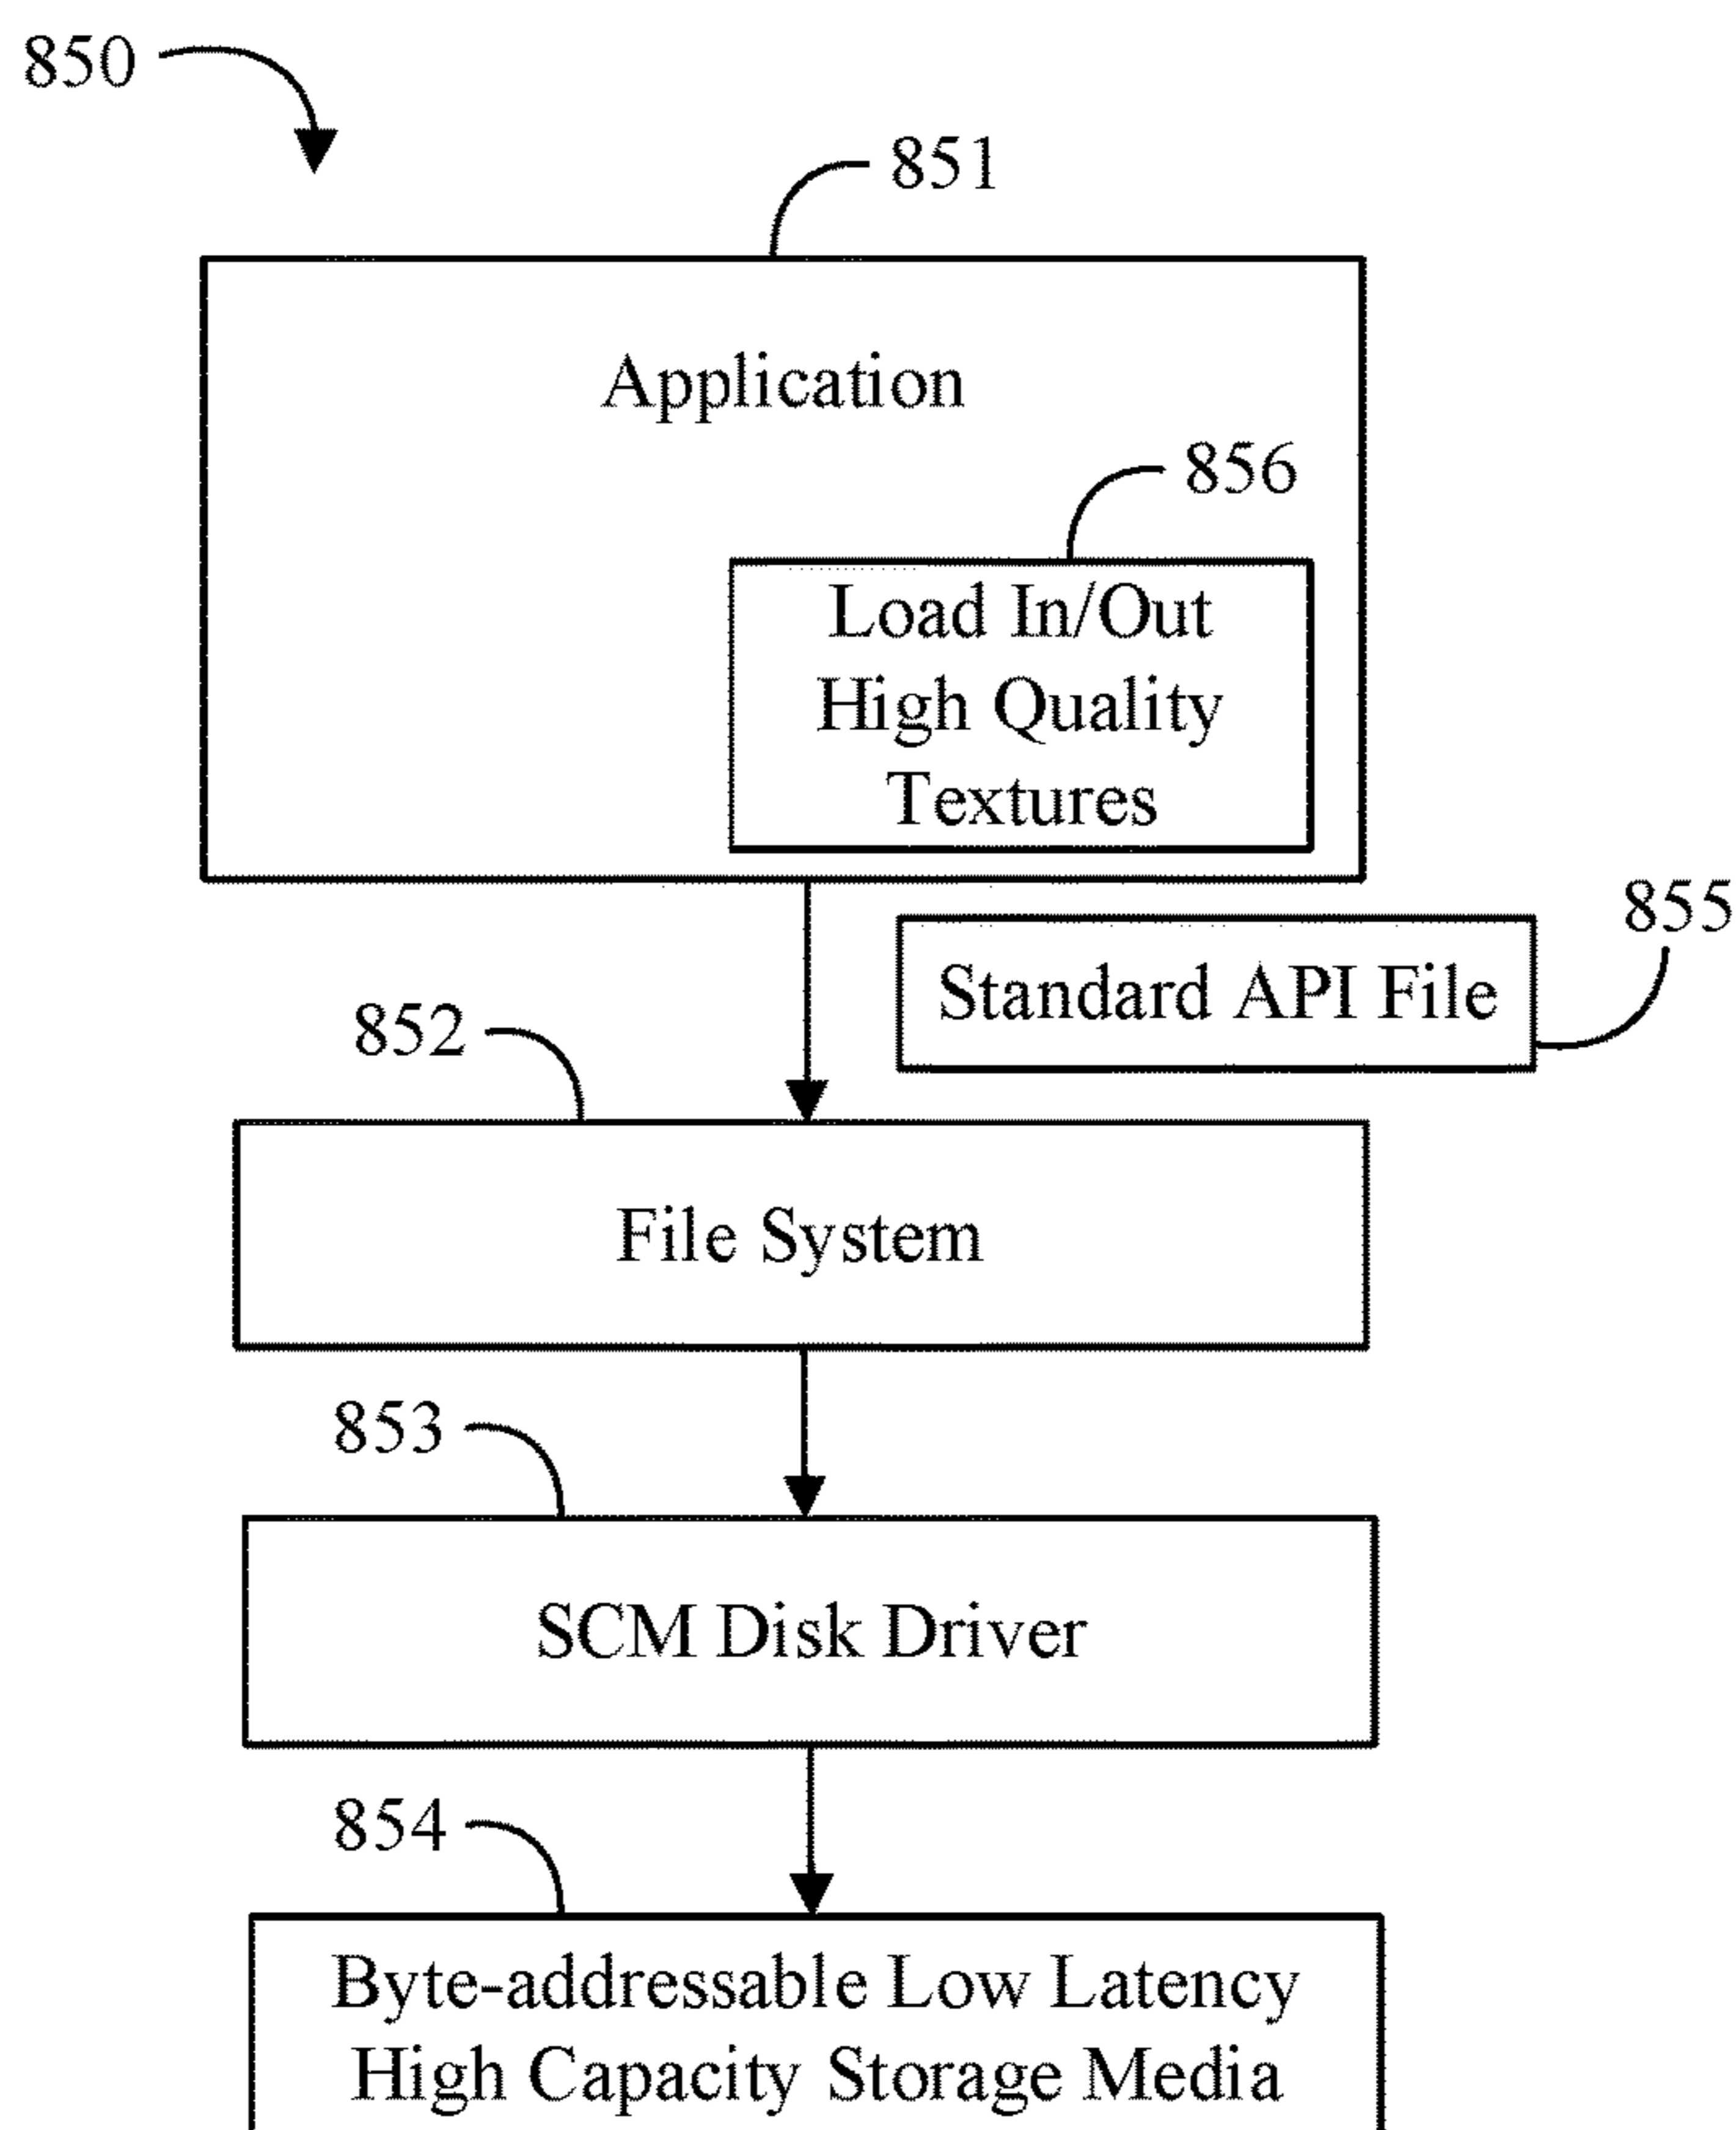 850
851
Application
856
Load In/Out
High Quality
Textures
855
Standard API File
852
File System
853
SCM Disk Driver
854
Byte-addressable Low Latency
High Capacity Storage Media